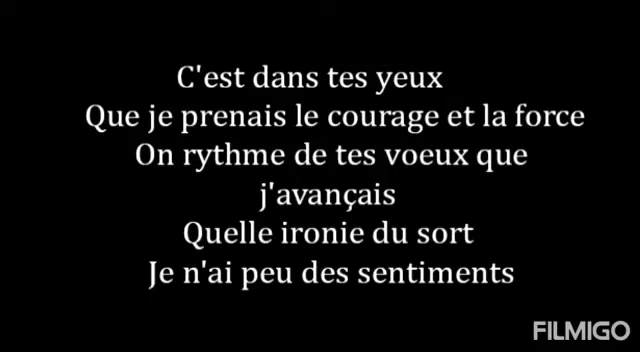 C'est dans tes yeux
Que je prenais le courage et la force
On rythme de tes voeux que
j'avançais
Quelle ironie du sort
Je n'ai peu des sentiments
FILMIGO